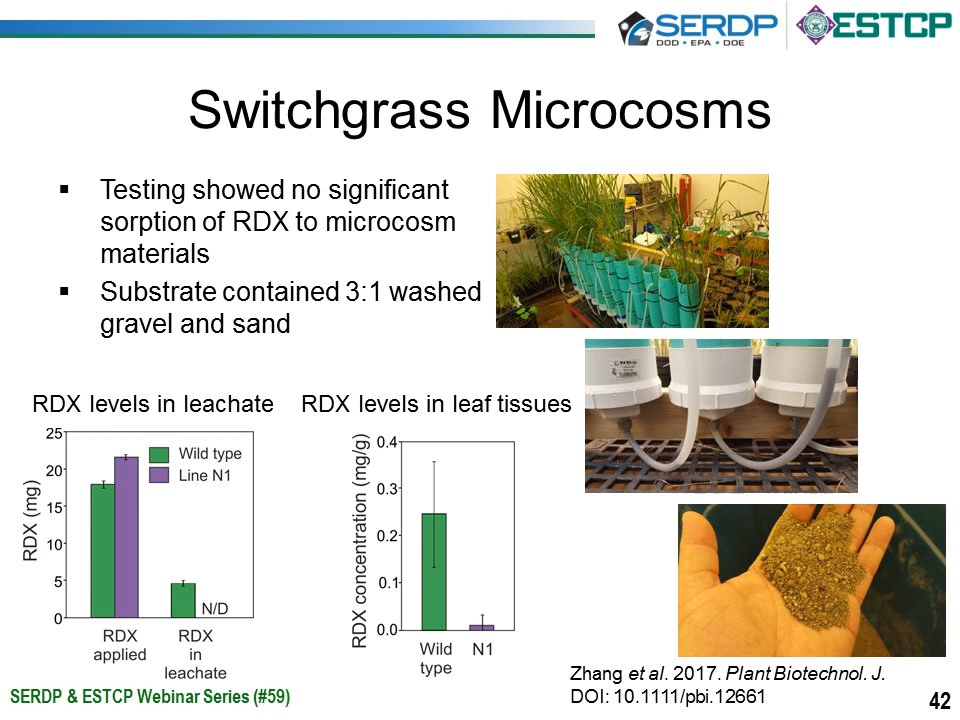 SERDP
DOD • EPA • DOE
ESTCP
Switchgrass Microcosms
▪ Testing showed no significant
sorption of RDX to microcosm
materials
▪ Substrate contained 3:1 washed
gravel and sand
RDX levels in leachate
25
20
15
10
5
0
RDX (mg)
Wild type
Line N1
N/D
RDX
applied
RDX
in
leachate
RDX levels in leaf tissues
0.4
0.3
0.2
0.1
0.0
RDX concentration (mg/g)
Wild
type
N1
NDS
Zhang et al. 2017. Plant Biotechnol. J.
DOI: 10.1111/pbi.12661
SERDP & ESTCP Webinar Series (#59)
42